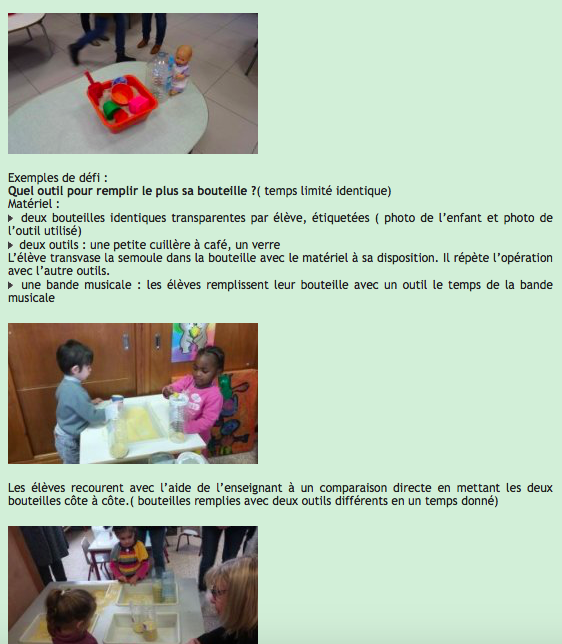 Exemples de défi :
Quel outil pour remplir le plus sa bouteille ?( temps limité identique)
Matériel :
deux bouteilles identiques transparentes par élève, étiquetées ( photo de l'enfant et photo de
l'outil utilisé)
deux outils : une petite cuillère à café, un verre
L'élève transvase la semoule dans la bouteille avec le matériel à sa disposition. Il répète l'opération
avec l'autre outils.
une bande musicale : les élèves remplissent leur bouteille avec un outil le temps de la bande
musicale
Les élèves recourent avec l'aide de l'enseignant à un comparaison directe en mettant les deux
bouteilles côte à côte.( bouteilles remplies avec deux outils différents en un temps donné)